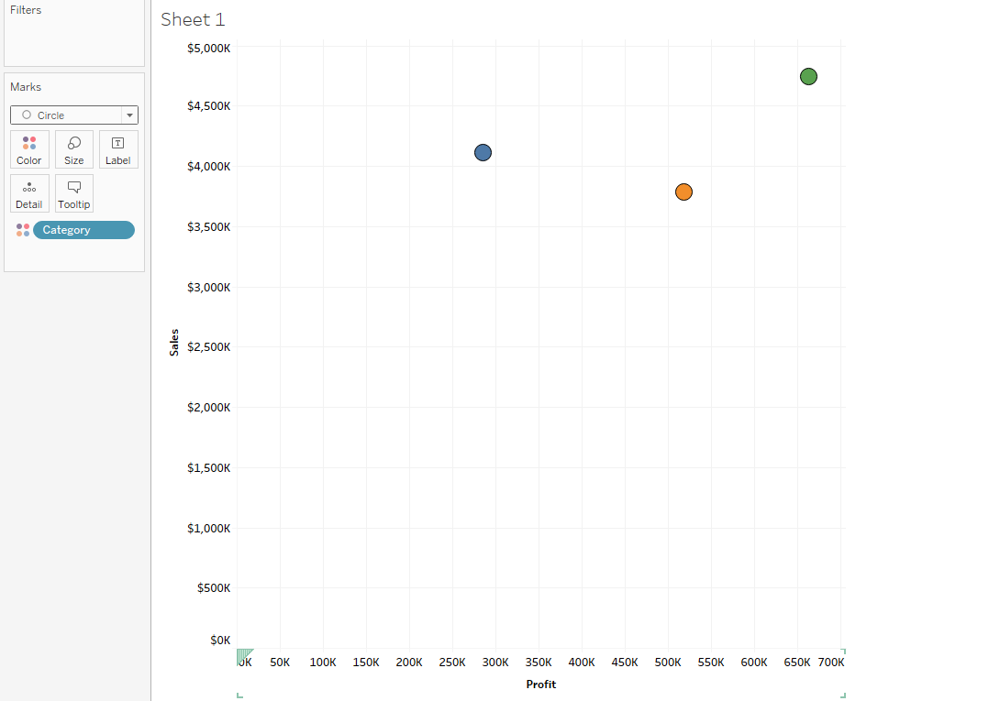 Filters
Marks
Circle
Color Size Label
Detail Tooltip
Category
Sheet 1
$5,000K
$4,500K
$4,000K
$3,500K
$3,000K
$2,500K
$2,000K
$1,500K
$1,000K
$500K
$0K
Sales
50K 100K 150K 200K 250K 300K 350K 400K 450K 500K 550K 600K 650K 700K
Profit